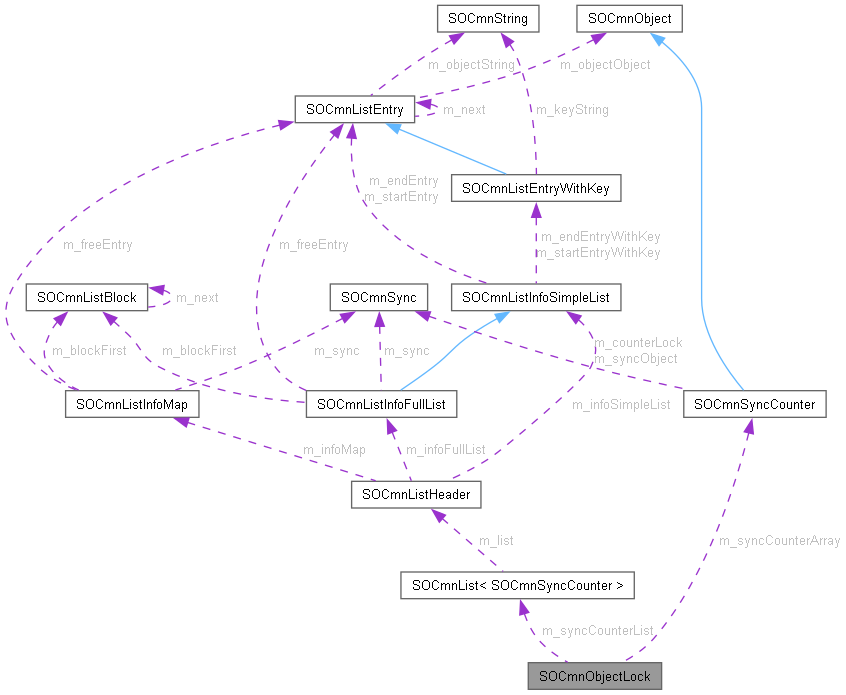 SOCmnString
SOCmnObject
m_objectString
m_objectObject
SOCmnListEntry
m_next
m_keyString
m_endEntry
m_startEntry
SOCmnListEntryWithKey
m_freeEntry
m_freeEntry
m_endEntryWithKey
m_startEntryWithKey
SOCmnListBlock
m_next
SOCmnSync
SOCmnListInfoSimpleList
m_blockFirst
m_blockFirst
m_sync
m_sync
m_counterLock
m_syncObject
SOCmnListInfoMap
SOCmnListInfoFullList
m_infoSimpleList
SOCmnSyncCounter
m_infoMap
m_infoFullList
SOCmnListHeader
m_list
m_syncCounterArray
SOCmnList< SOCmnSyncCounter >
m_syncCounterList
SOCmnObjectLock